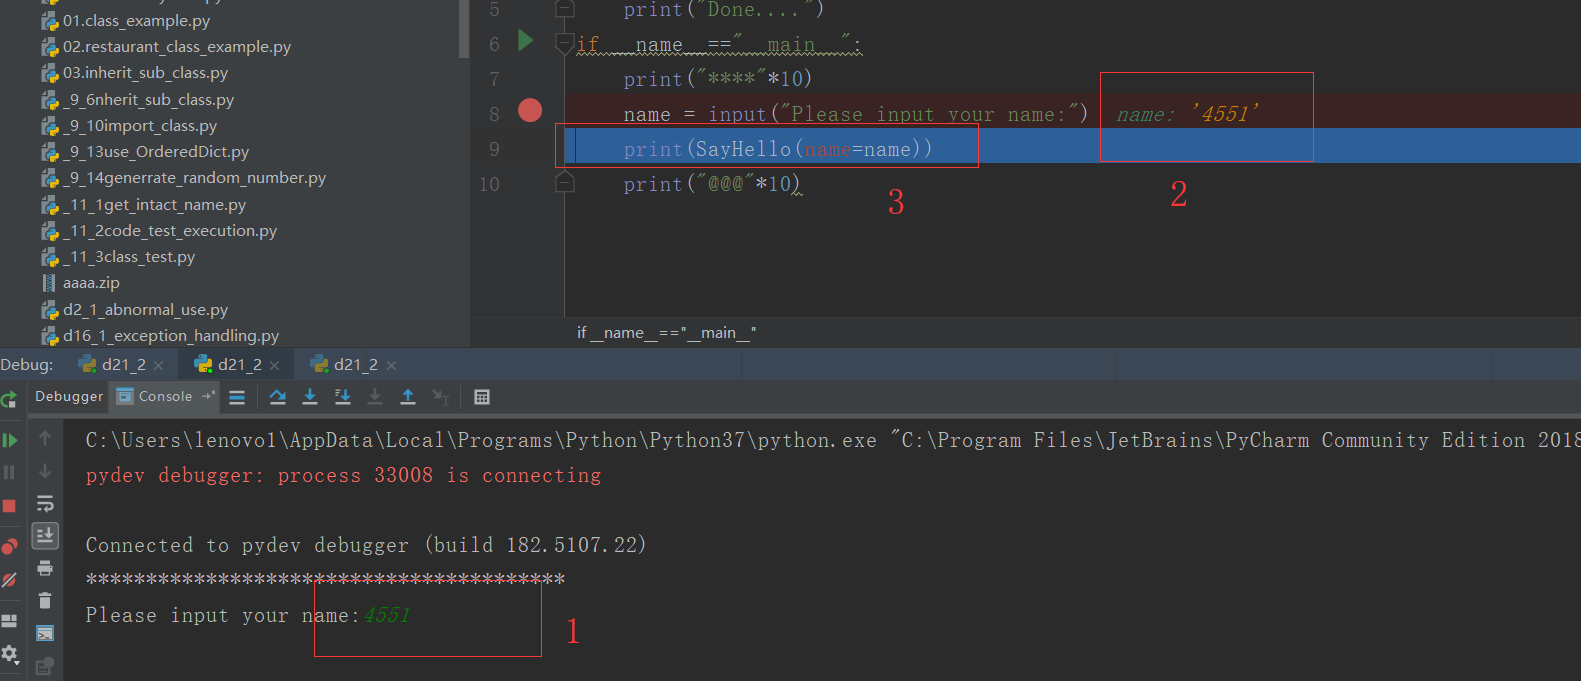 01.class_example.py
02.restaurant_class_example.py
03.inherit_sub_class.py
_9_6nherit_sub_class.py
_9_10import_class.py
_9_13use_OrderedDict.py
_9_14generrate_random_number.py
_11_1get_intact_name.py
_11_2code_test_execution.py
_11_3class_test.py
aaaa.zip
d2_1_abnormal_use.py
d16_1_exception_handling.py
5 print("Done....")
6 if __name__=="__main__":
7 print("****"*10)
8 name = input("Please input your name:") name: '4551'
9 print(SayHello(name=name))
10 print("@@@"*10)
3
2
if __name__=="__main__"
Debug: d21_2 d21_2 d21_2
Debugger Console
C:\Users\lenovo1\AppData\Local\Programs\Python\Python37\python.exe "C:\Program Files\JetBrains\PyCharm Community Edition 2018
pydev debugger: process 33008 is connecting
Connected to pydev debugger (build 182.5107.22)
****************************************
Please input your name:4551
1